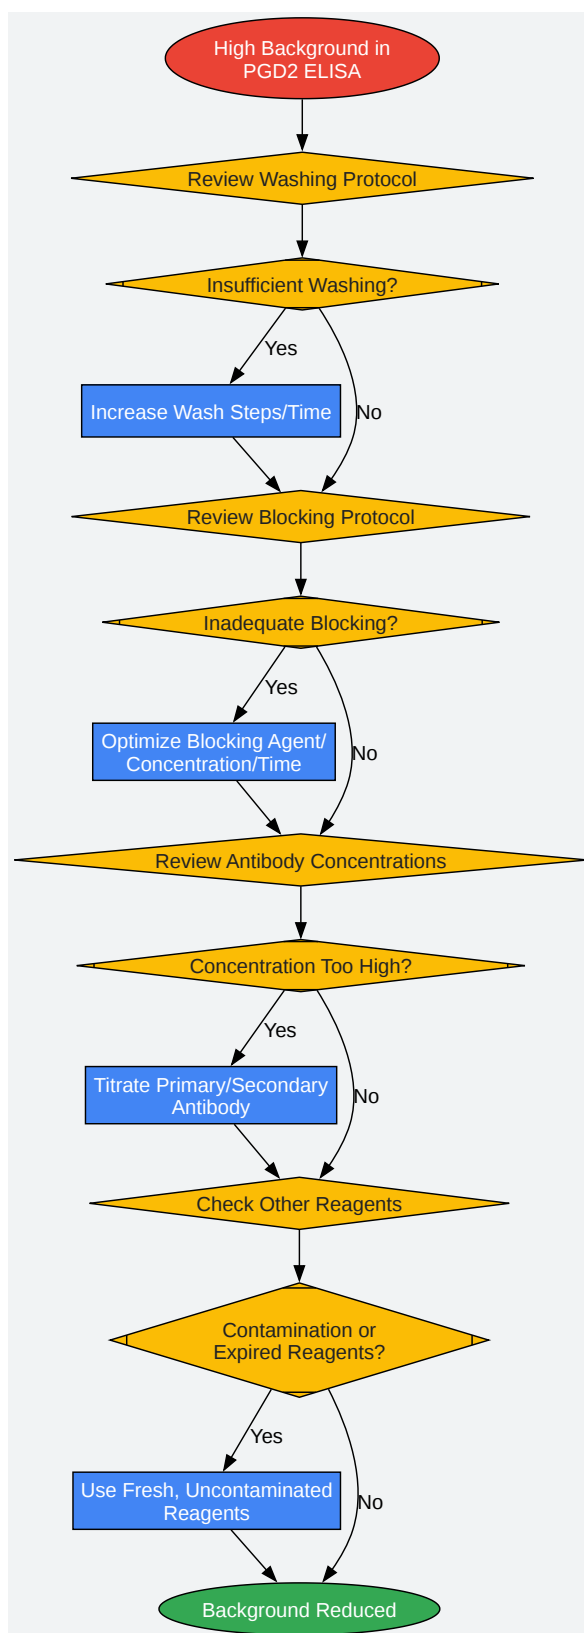 High Background in
PGD2 ELISA
Review Washing Protocol
Insufficient Washing?
Yes
Increase Wash Steps/Time
No
Review Blocking Protocol
Inadequate Blocking?
Yes
Optimize Blocking Agent/
Concentration/Time
No
Review Antibody Concentrations
Concentration Too High?
Yes
Titrate Primary/Secondary
Antibody
No
Check Other Reagents
Contamination or
Expired Reagents?
Yes
Use Fresh, Uncontaminated
Reagents
No
Background Reduced